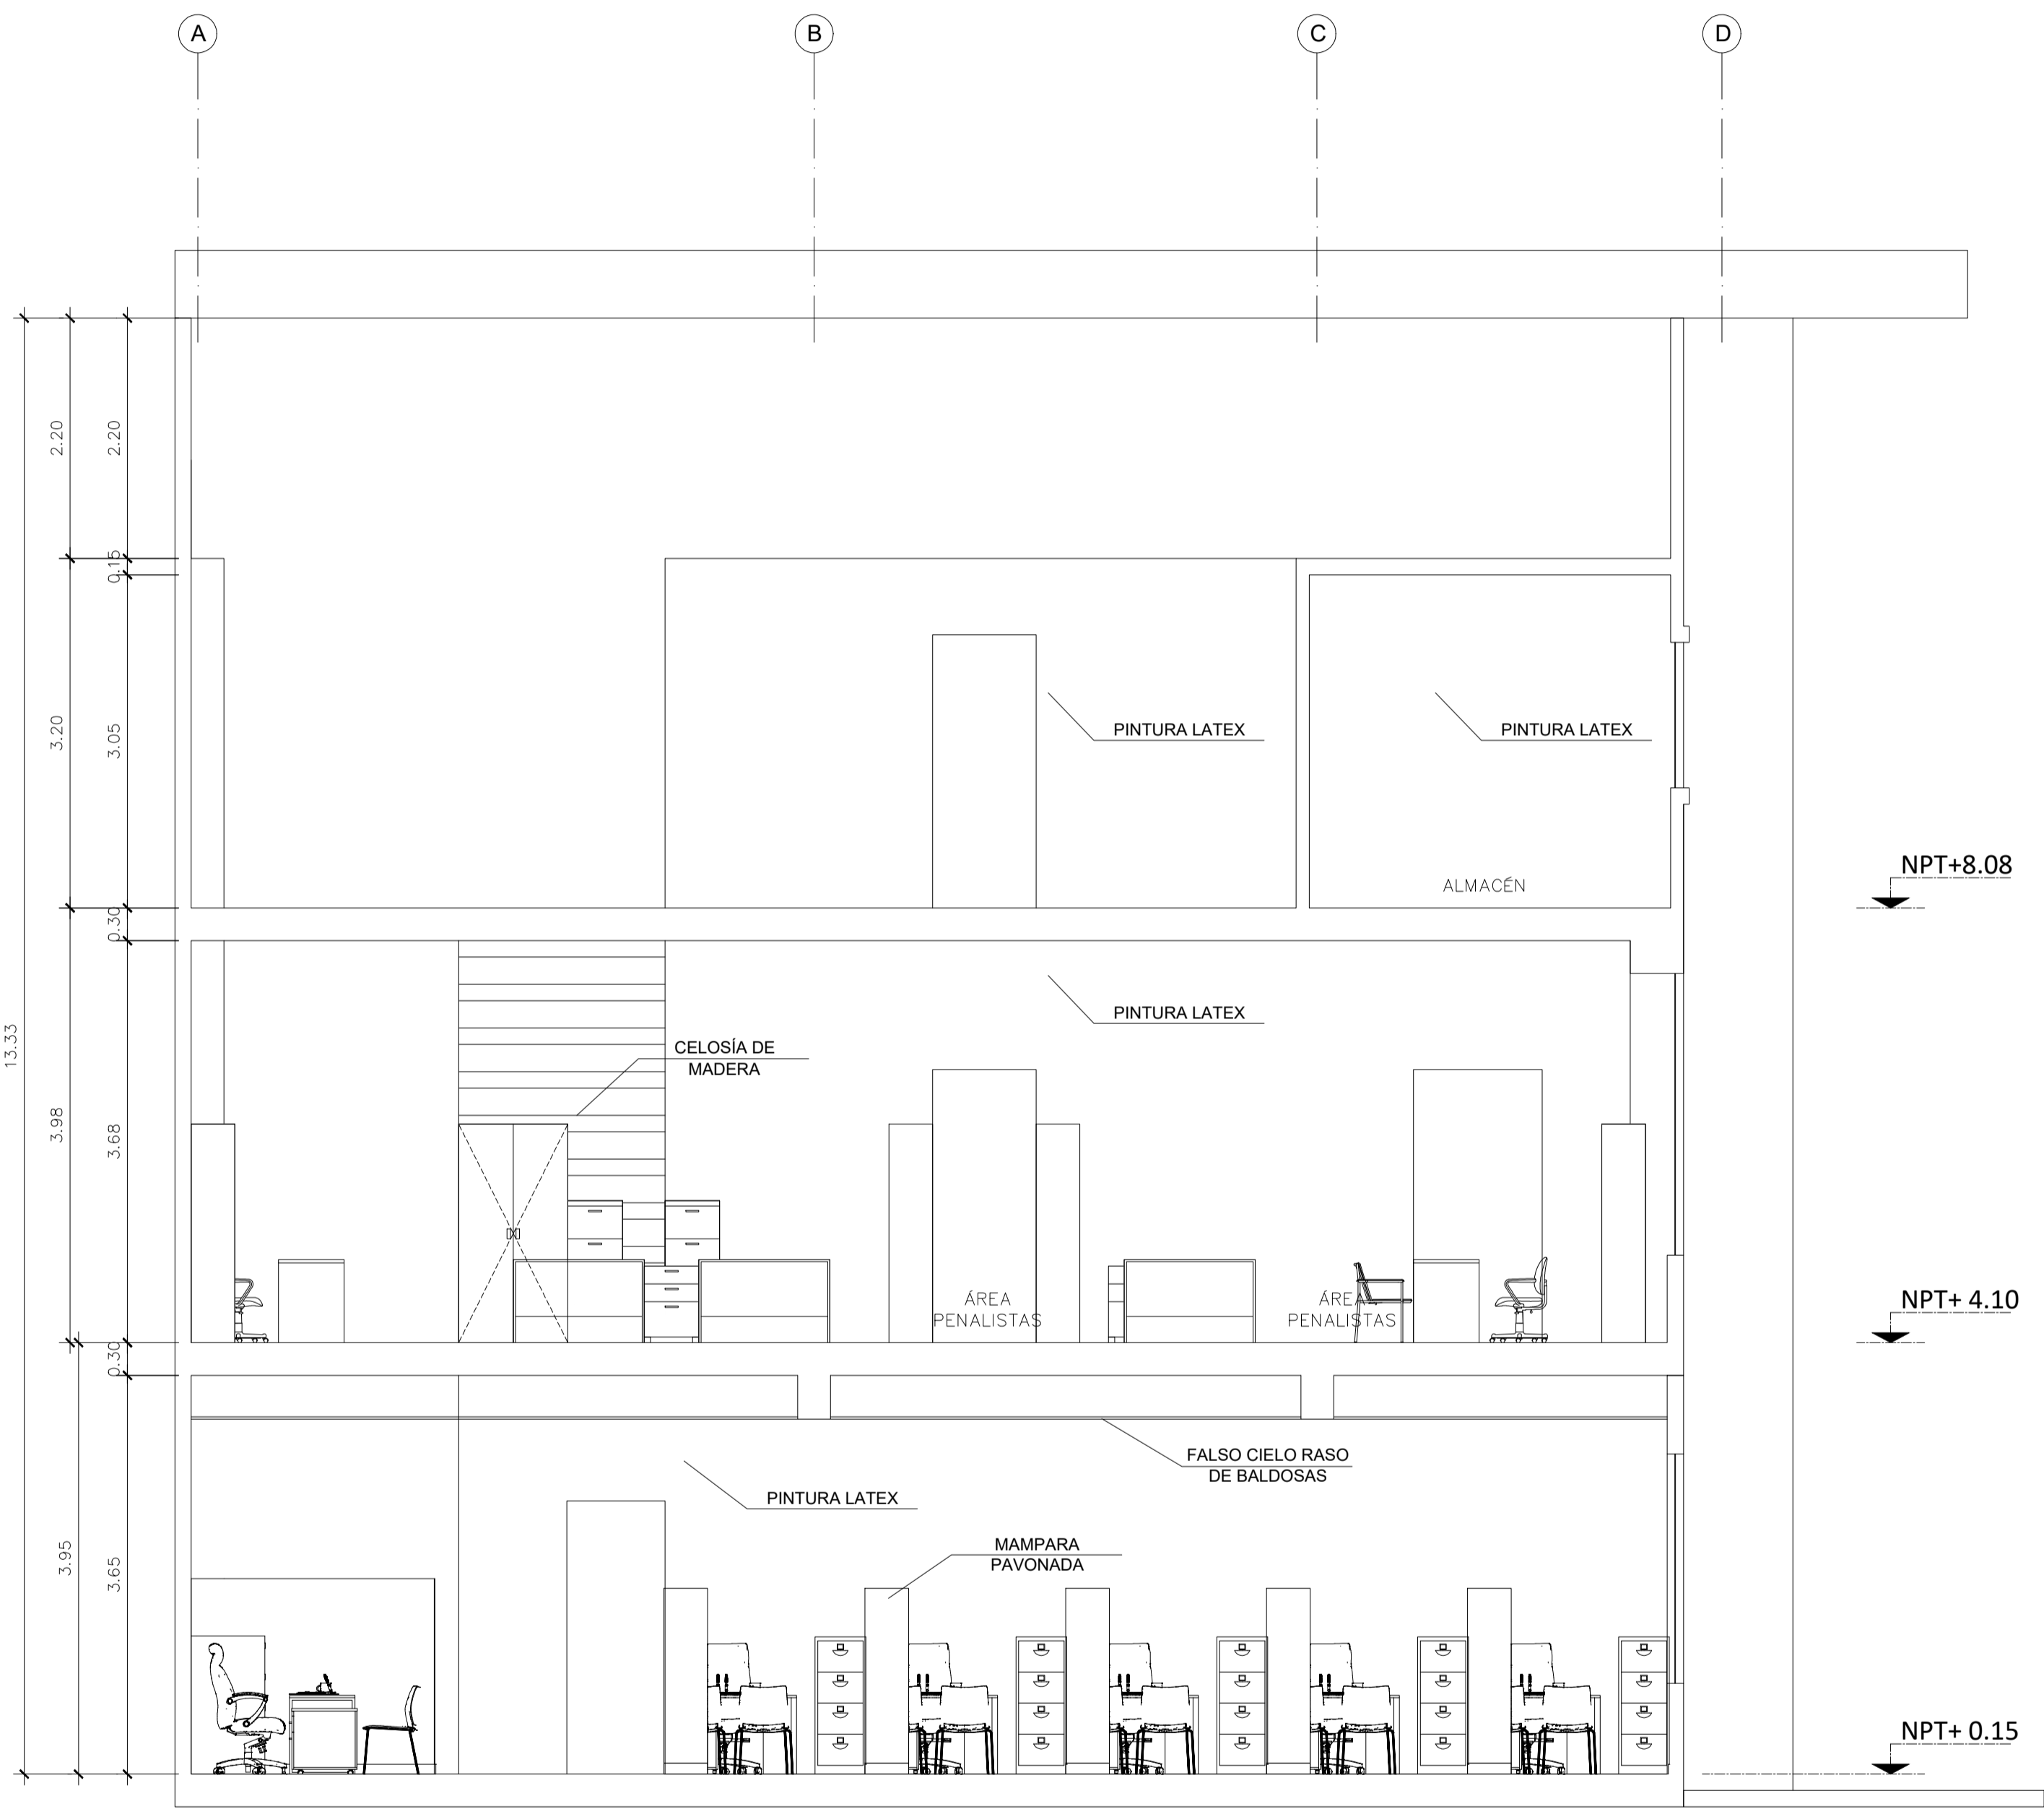 A
B
C
D
2.20
2.20
0.15
3.20
3.05
PINTURA LATEX
PINTURA LATEX
NPT+8.08
ALMACÉN
0.30
13.33
3.98
3.68
PINTURA LATEX
CELOSÍA DE
MADERA
NPT+ 4.10
ÁREA
PENALISTAS
ÁREA
PENALISTAS
0.30
FALSO CIELO RASO
DE BALDOSAS
PINTURA LATEX
MAMPARA
PAVONADA
3.95
3.65
NPT+ 0.15